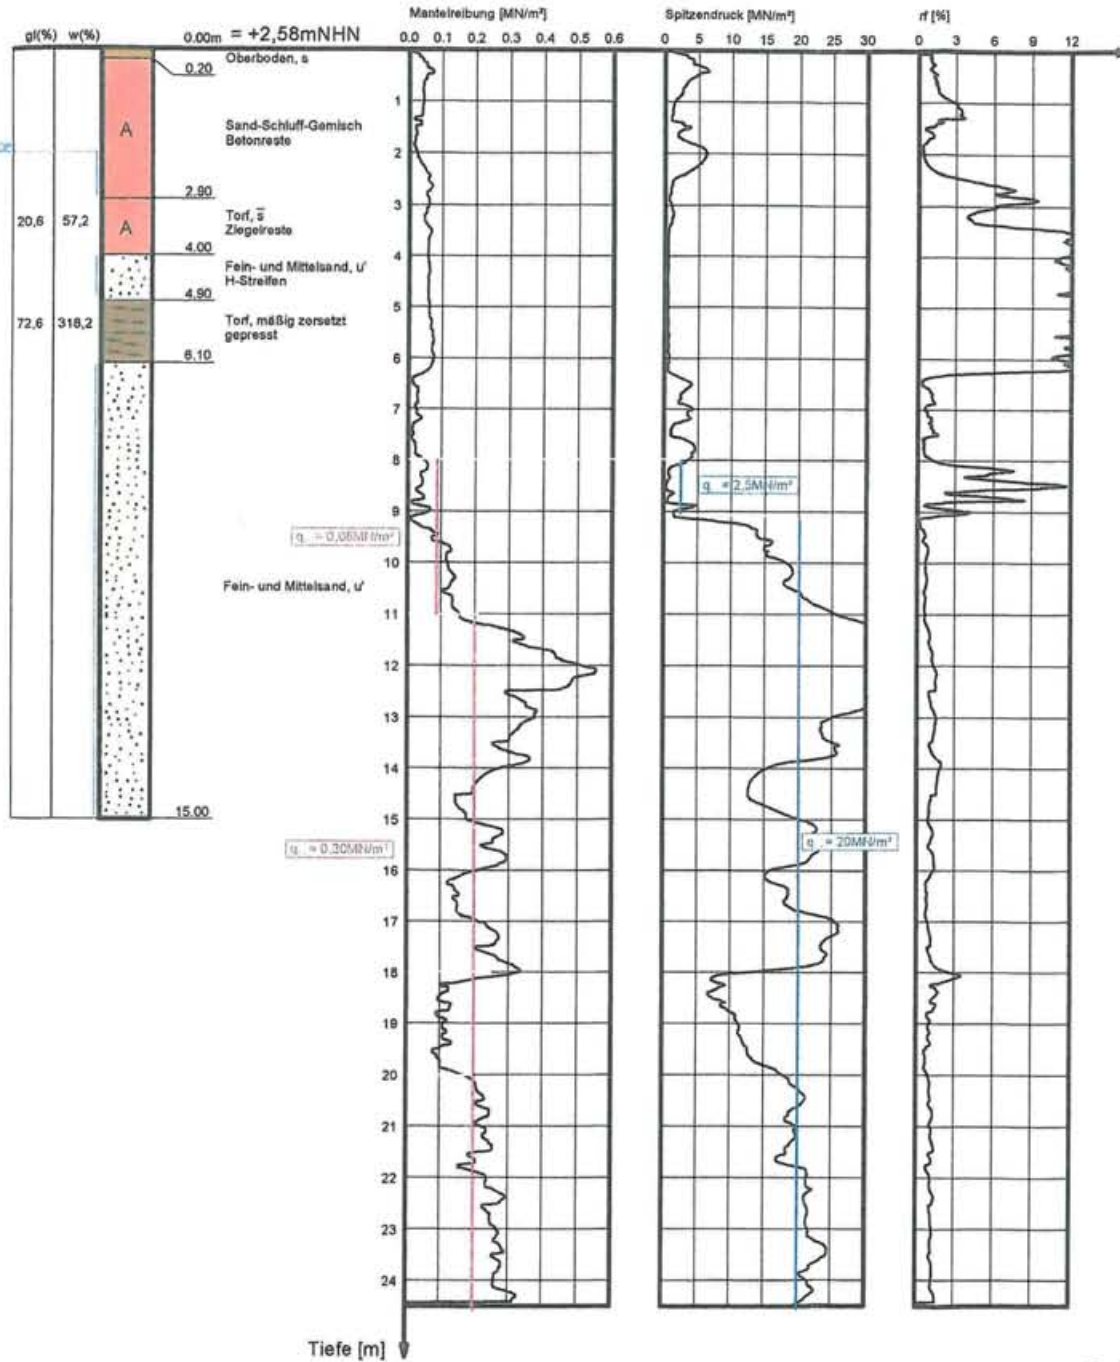 Mantelreibung [MN/m²]
Spitzendruck [MN/m²]
rf [%]
gl(%) w(%)
0.00m = +2,58mNHN
0.0 0.1 0.2 0.3 0.4 0.5 0.6
0 5 10 15 20 25 30
0 3 6 9 12
Oberboden, s
0.20
A
Sand-Schluff-Gemisch
Betonreste
2.90
20,6 57,2
A
Torf, s̅
Ziegelreste
4.00
Fein- und Mittelsand, u'
H-Streifen
4.90
72,6 318,2
Torf, mäßig zersetzt
gepresst
6.10
Fein- und Mittelsand, u'
15.00
1
2
3
4
5
6
7
8
9
10
11
12
13
14
15
16
17
18
19
20
21
22
23
24
q = 2,5MN/m²
q = 0,08MN/m²
q = 0,20MN/m²
q = 20MN/m²
Tiefe [m]